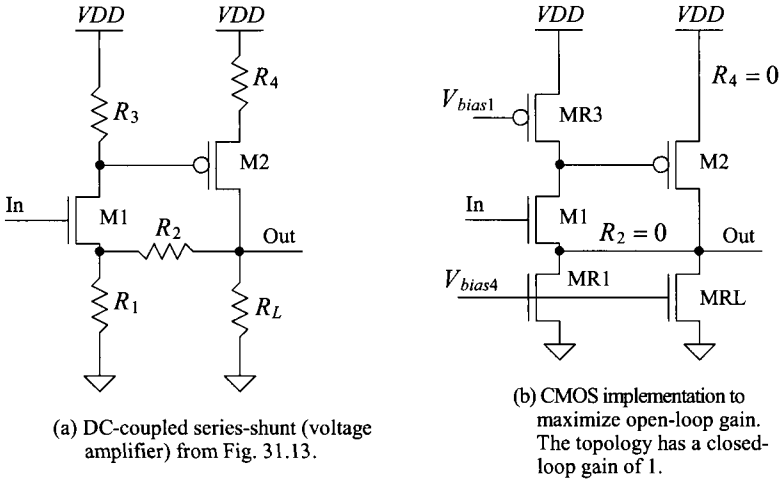 VDD VDD VDD VDD
R4 R4 = 0
Vbias1
R3 MR3
M2 M2
In M1 In M1
R2 Out R2 = 0 Out
Vbias4 MR1
R1 RL MRL
(a) DC-coupled series-shunt (voltage
amplifier) from Fig. 31.13.
(b) CMOS implementation to
maximize open-loop gain.
The topology has a closed-
loop gain of 1.